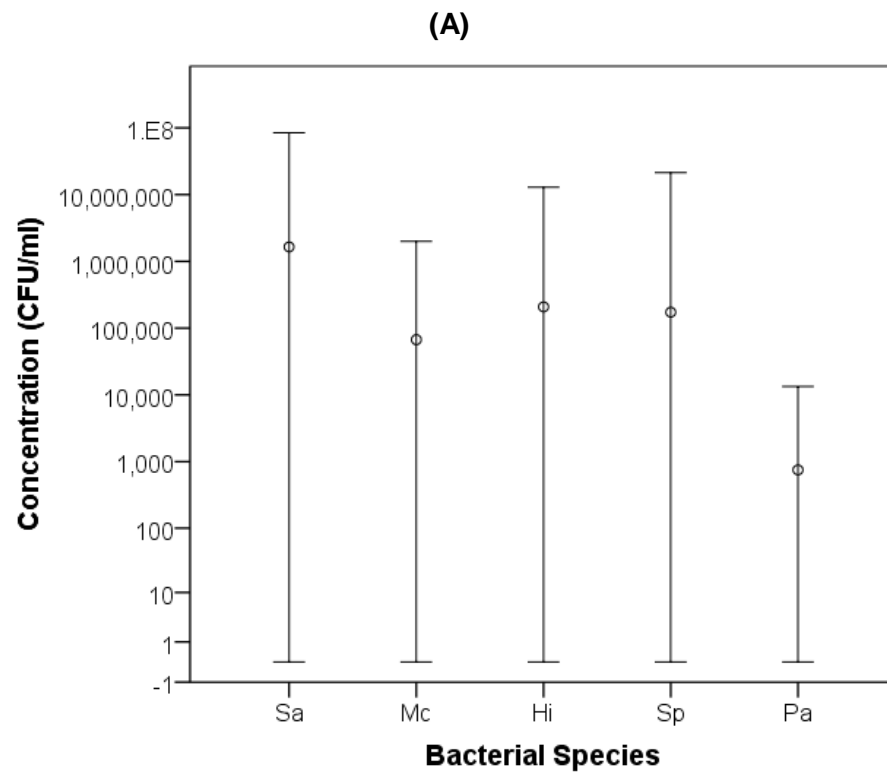 (A)
Concentration (CFU/ml)
1.E8
10,000,000
1,000,000
100,000
10,000
1,000
100
10
1
-1
Sa Mc Hi Sp Pa
Bacterial Species